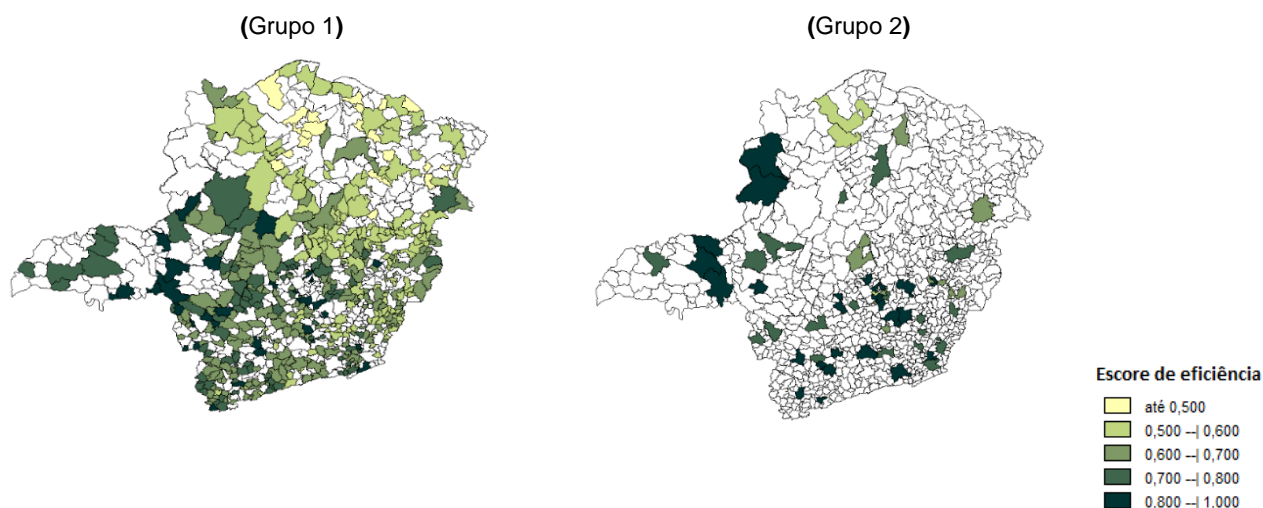 (Grupo 1)
(Grupo 2)
Escore de eficiência
até 0,500
0,500 --| 0,600
0,600 --| 0,700
0,700 --| 0,800
0.800 --| 1.000